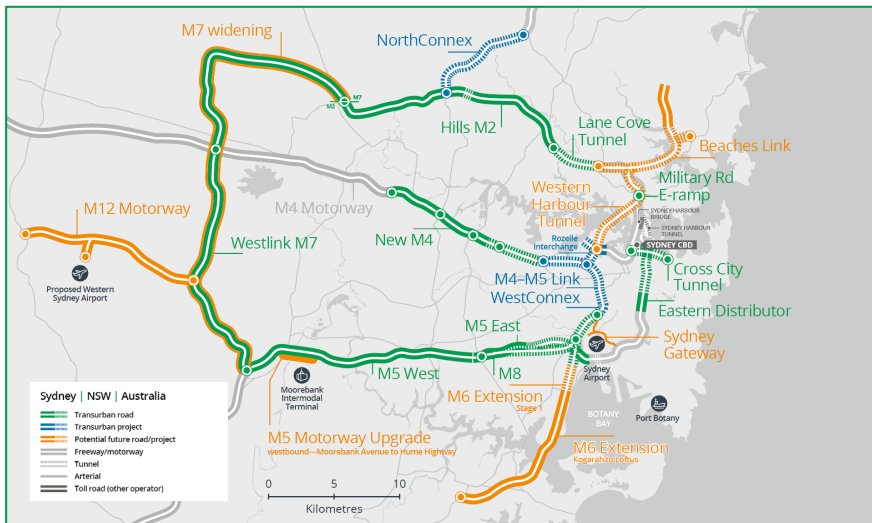 M7 widening
NorthConnex
M7
M2
Hills M2
Lane Cove
Tunnel
Beaches Link
Military Rd
E-ramp
Western
Harbour
Tunnel
SYDNEY HARBOUR
BRIDGE
SYDNEY HARBOUR
TUNNEL
M4 Motorway
M12 Motorway
Westlink M7
New M4
Rozelle
Interchange
SYDNEY CBD
Cross City
Tunnel
M4–M5 Link
WestConnex
Proposed Western
Sydney Airport
Eastern Distributor
M5 East
Sydney
Gateway
M5 West
M8
Sydney
Airport
Moorebank
Intermodal
Terminal
M6 Extension
Stage 1
BOTANY
BAY
Port Botany
M5 Motorway Upgrade
westbound—Moorebank Avenue to Hume Highway
M6 Extension
Kogarah to Loftus
Sydney | NSW | Australia
Transurban road
Transurban project
Potential future road/project
Freeway/motorway
Tunnel
Arterial
Toll road (other operator)
0 5 10
Kilometres